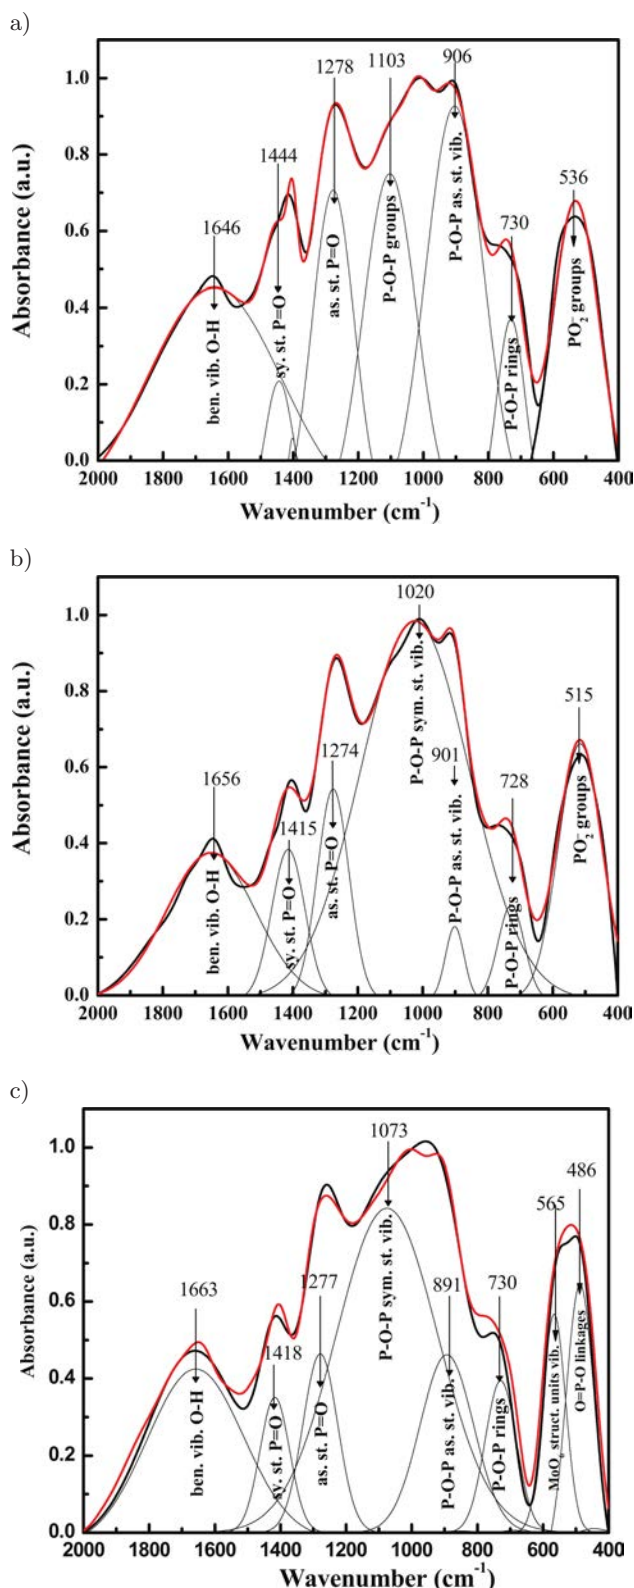 a)
1278 1103 906
1444 536
1646 730
1.0
0.8
0.6
0.4
0.2
0.0
Absorbance (a.u.)
ben. vib. O-H
sy. st. P=O
as. st. P=O
P-O-P groups
P-O-P as. st. vib.
P-O-P rings
PO2- groups
2000 1600 1400 1200 1000 800 600 400
Wavenumber (cm-1)
b)
1020
515
1274 901
1656 1415 728
1.0
0.8
0.6
0.4
0.2
0.0
Absorbance (a.u.)
ben. vib. O-H
sy. st. P=O
as. st. P=O
P-O-P sym. st. vib.
P-O-P as. st. vib.
P-O-P rings
PO2- groups
2000 1600 1400 1200 1000 800 600 400
Wavenumber (cm-1)
c)
1073 486
565
1663 1277 891 730
1418
1.0
0.8
0.6
0.4
0.2
0.0
Absorbance (a.u.)
ben. vib. O-H
sy. st. P=O
as. st. P=O
P-O-P sym. st. vib.
P-O-P as. st. vib.
P-O-P rings
struct. units vib.
O=P-O linkages
2000 1600 1400 1200 1000 800 600 400
Wavenumber (cm-1)